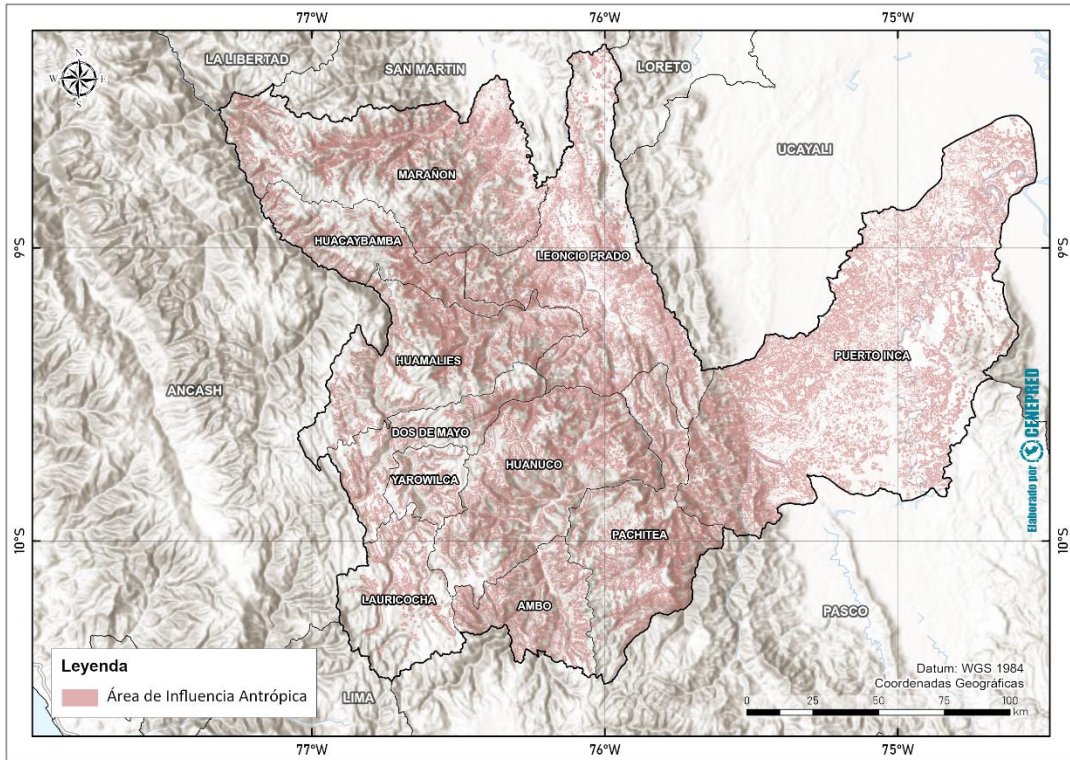 77°W 76°W 75°W
N
W E
S
LA LIBERTAD
SAN MARTIN
LORETO
UCAYALI
MARAÑON
HUACAYBAMBA
LEONCIO PRADO
9°S 9°S
HUAMALIES
PUERTO INCA
ANCASH
DOS DE MAYO
HUANUCO
YAROWILCA
Elaborado por CENEPRED
PACHITEA
10°S 10°S
LAURICOCHA
AMBO
PASCO
LIMA
Leyenda
Área de Influencia Antrópica
Datum: WGS 1984
Coordenadas Geográficas
0 25 50 75 100
km
77°W 76°W 75°W